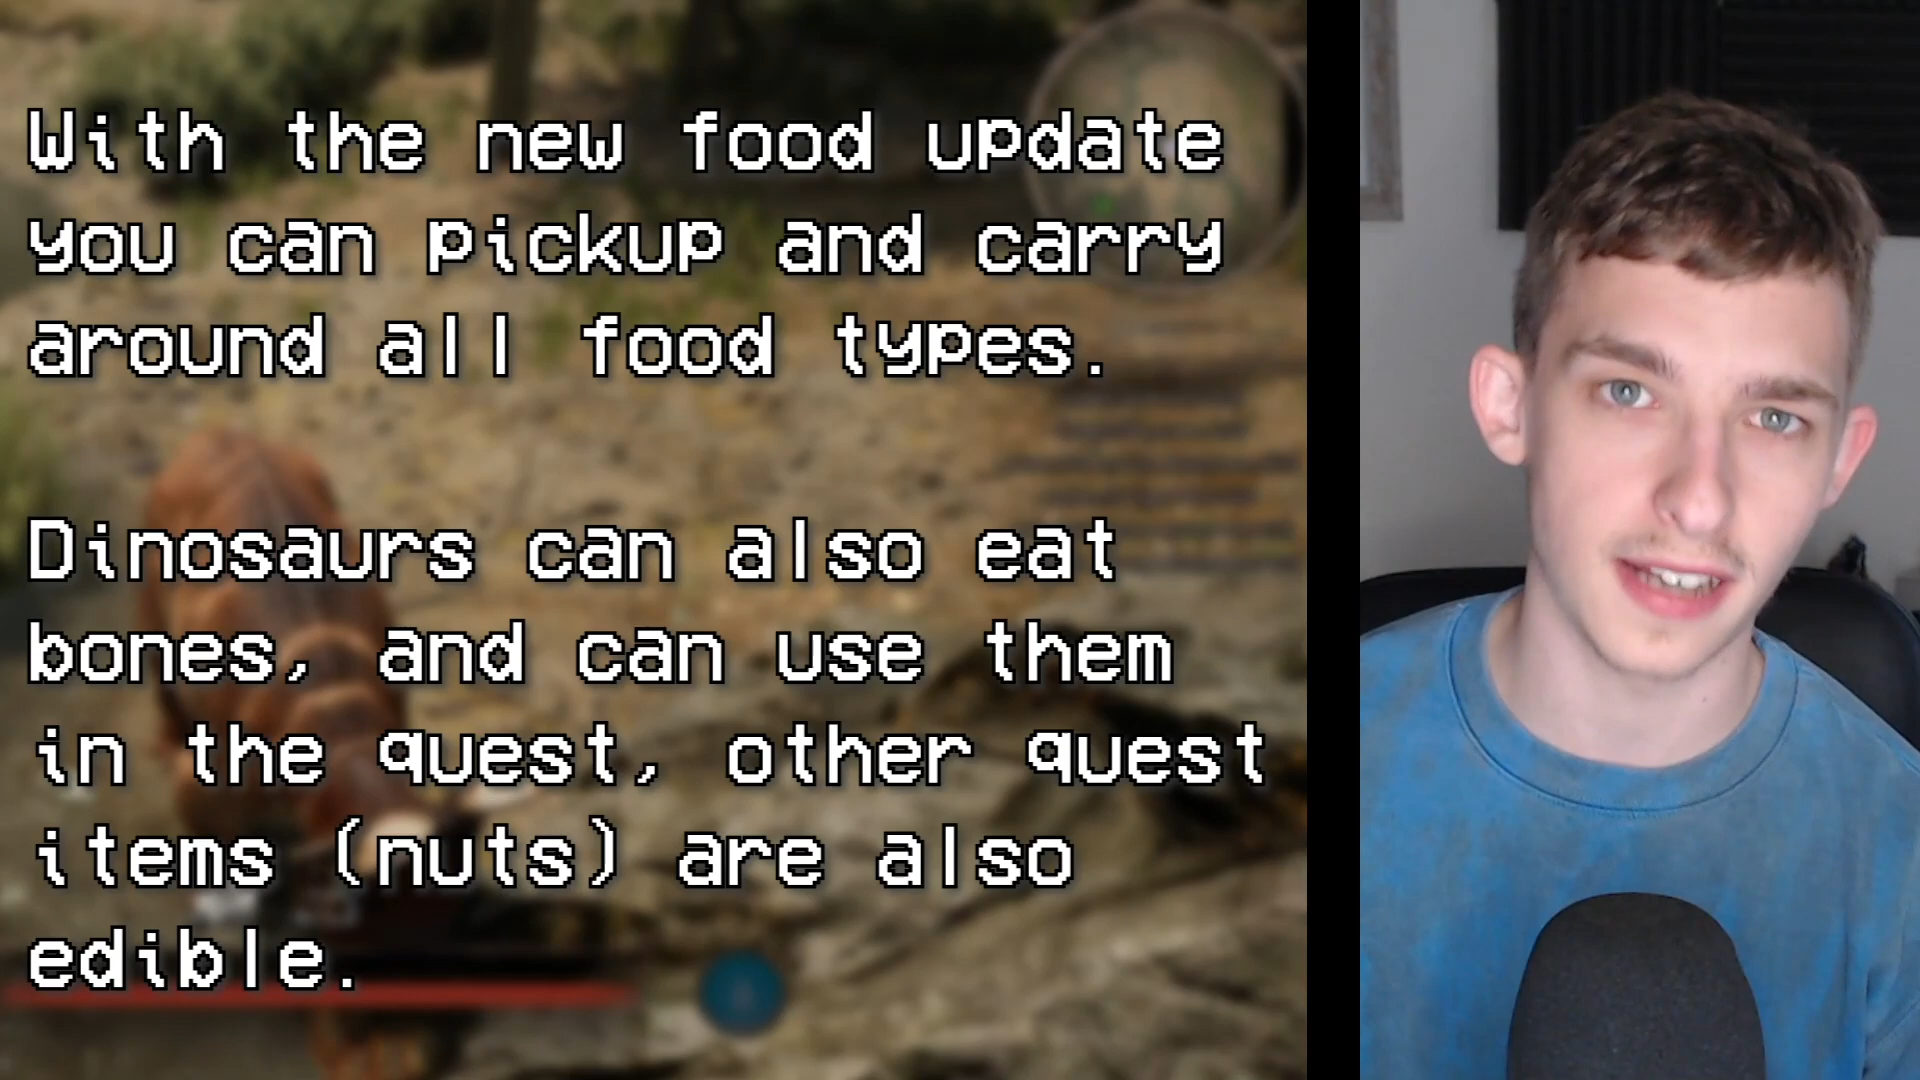 With the new food update
you can pickup and carry
around all food types.
Dinosaurs can also eat
bones, and can use them
in the quest, other quest
items (nuts) are also
edible.